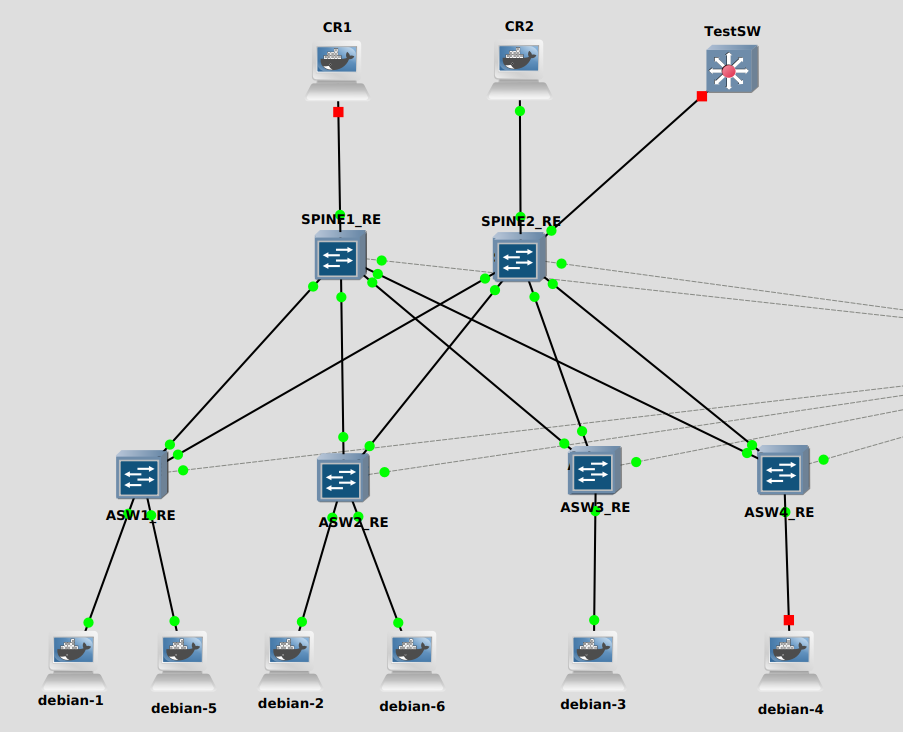 CR1
CR2
TestSW
SPINE1_RE
SPINE2_RE
ASW1_RE
ASW2_RE
ASW3_RE
ASW4_RE
debian-1
debian-5
debian-2
debian-6
debian-3
debian-4